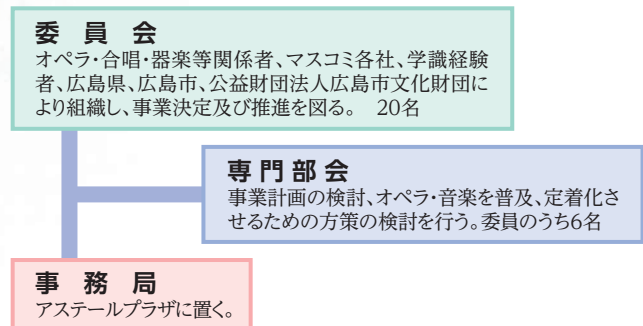 委員会
オペラ・合唱・器楽等関係者、マスコミ各社、学識経験
者、広島県、広島市、公益財団法人広島市文化財団に
より組織し、事業決定及び推進を図る。 20名
専門部会
事業計画の検討、オペラ・音楽を普及、定着化さ
せるための方策の検討を行う。委員のうち6名
事務局
アステールプラザに置く。